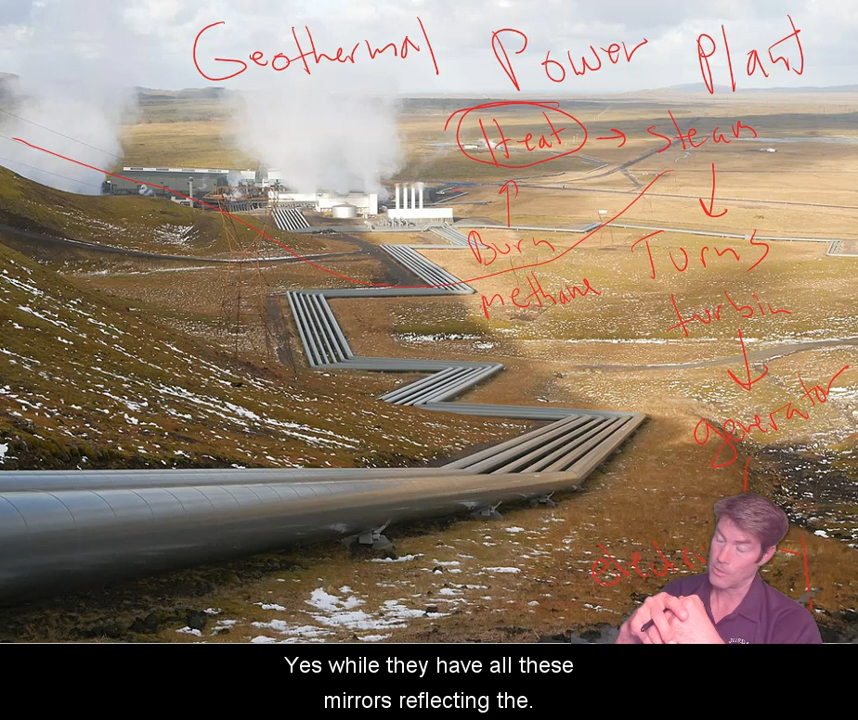 Geothermal Power Plant
Heat → steam
Burn
methane
Turns
turbin
generator
Yes while they have all these
mirrors reflecting the.